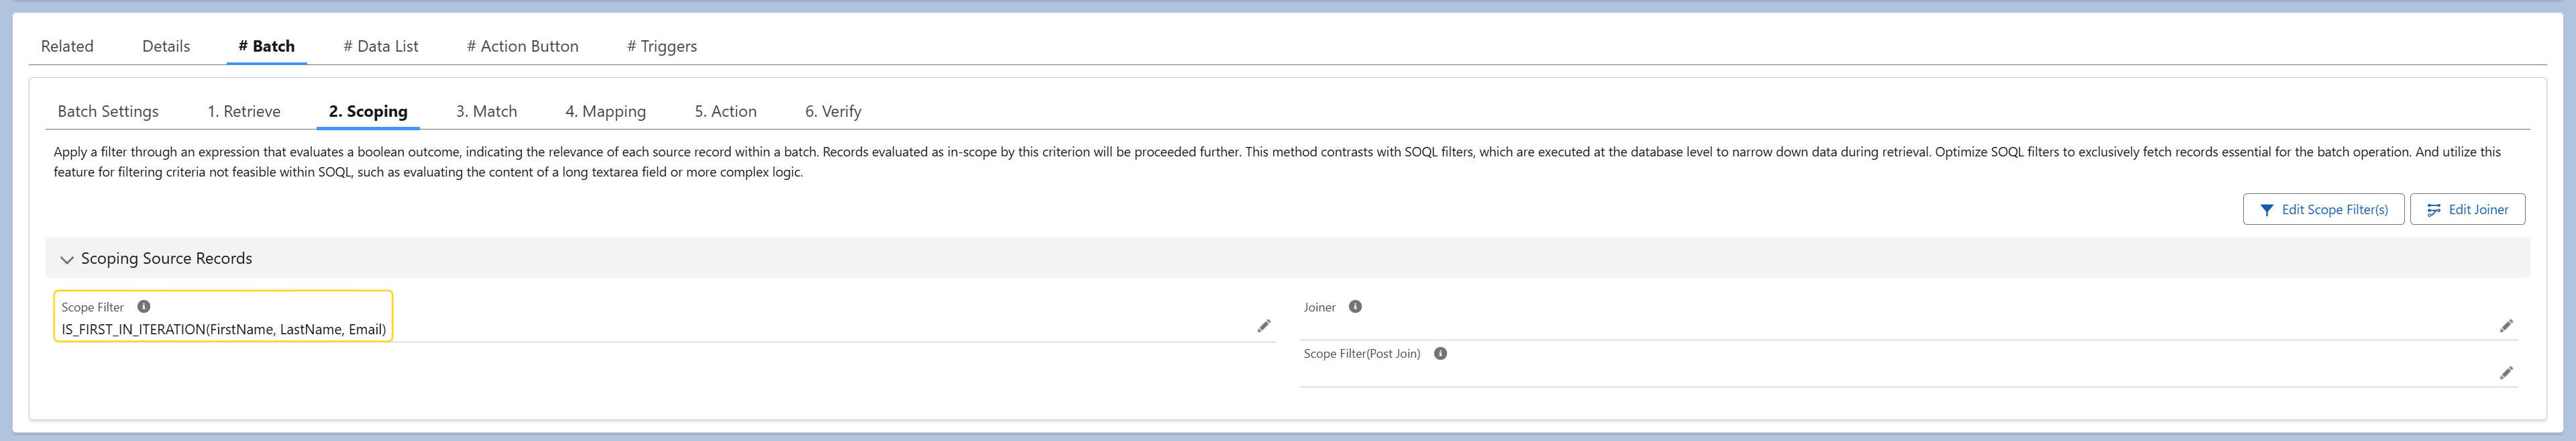 Related Details # Batch # Data List # Action Button # Triggers
Batch Settings 1. Retrieve 2. Scoping 3. Match 4. Mapping 5. Action 6. Verify
Apply a filter through an expression that evaluates a boolean outcome, indicating the relevance of each source record within a batch. Records evaluated as in-scope by this criterion will be proceeded further. This method contrasts with SOQL filters, which are executed at the database level to narrow down data during retrieval. Optimize SOQL filters to exclusively fetch records essential for the batch operation. And utilize this
feature for filtering criteria not feasible within SOQL, such as evaluating the content of a long textarea field or more complex logic.
Edit Scope Filter(s) Edit Joiner
Scoping Source Records
Scope Filter
IS_FIRST_IN_ITERATION(FirstName, LastName, Email)
Joiner
Scope Filter(Post Join)